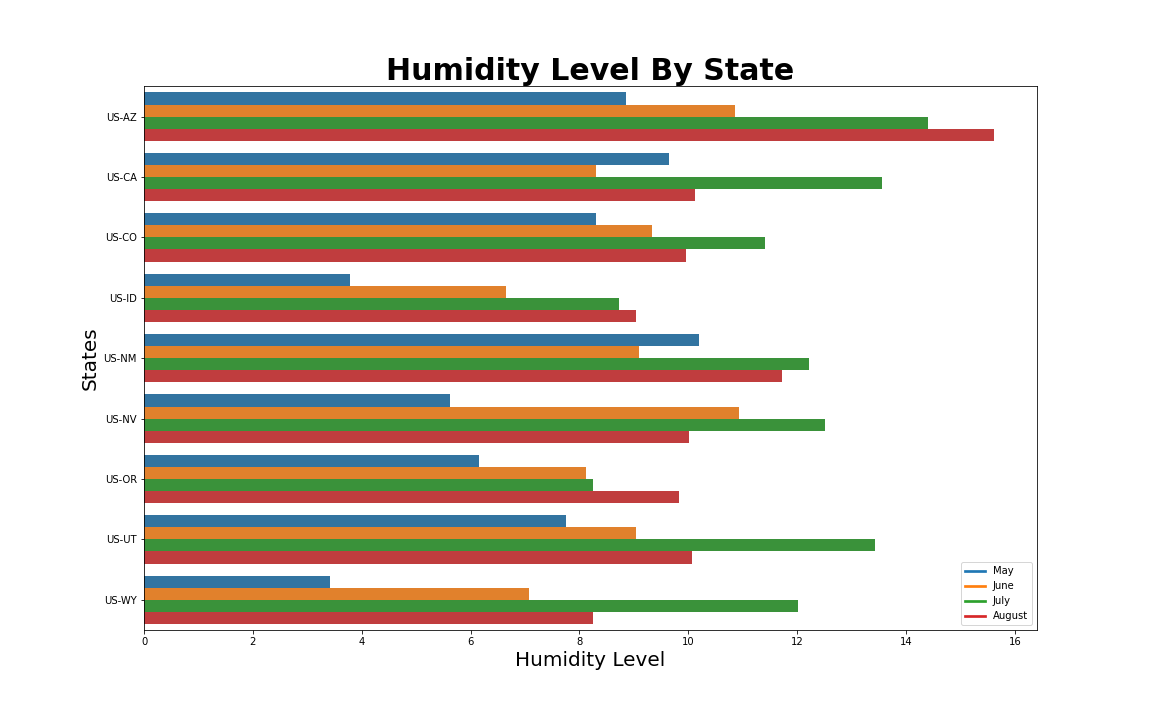 Humidity Level By State
States
US-AZ
US-CA
US-CO
US-ID
US-NM
US-NV
US-OR
US-UT
US-WY
May
June
July
August
0 2 4 6 8 10 12 14 16
Humidity Level